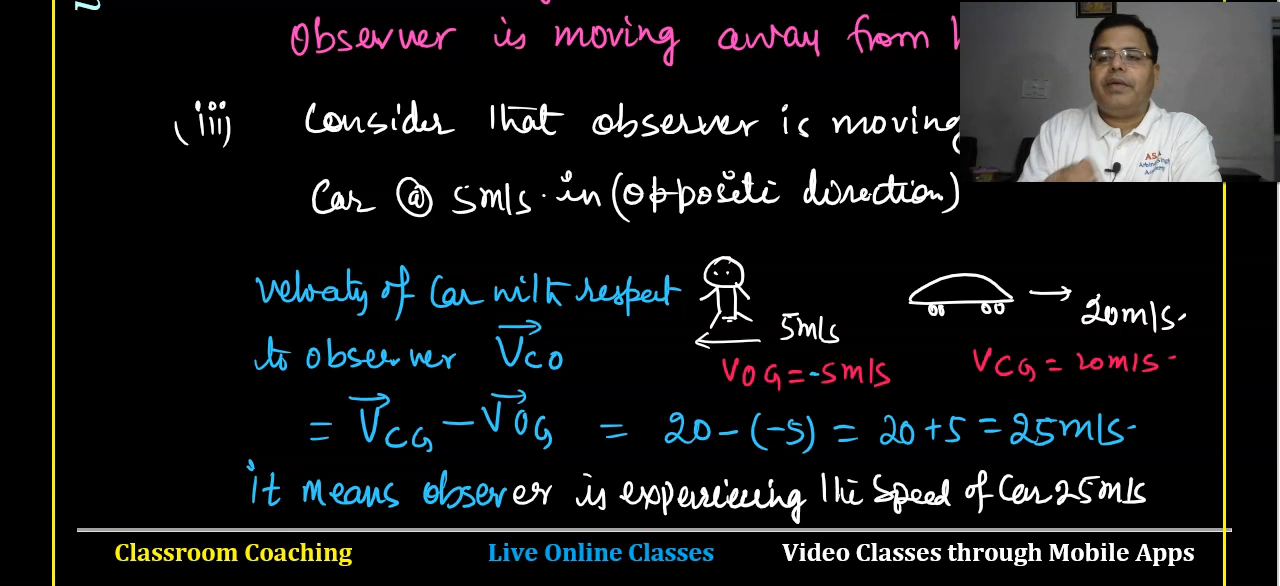 Observer is moving away from
(iii) Consider that observer is moving
Car @ 5m/s. in (opposite direction)
velocity of Car with respect
to observer VCO
5m/s
20m/s.
VOG = -5m/s
VCG = 20m/s -
= VCG - VOG = 20 - (-5) = 20 + 5 = 25m/s-
it means observer is experiencing the speed of Car 25m/s
Classroom Coaching Live Online Classes Video Classes through Mobile Apps